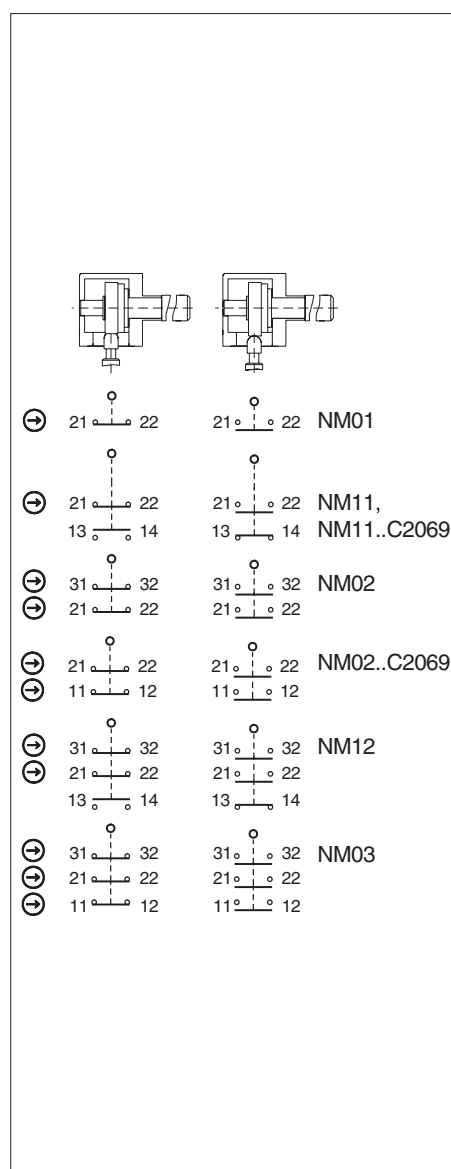 21 22 21 22 NM01
21 22 21 22 NM11,
13 14 13 14 NM11..C2069
31 32 31 32 NM02
21 22 21 22
21 22 21 22 NM02..C2069
11 12 11 12
31 32 31 32 NM12
21 22 21 22
13 14 13 14
31 32 31 32 NM03
21 22 21 22
11 12 11 12